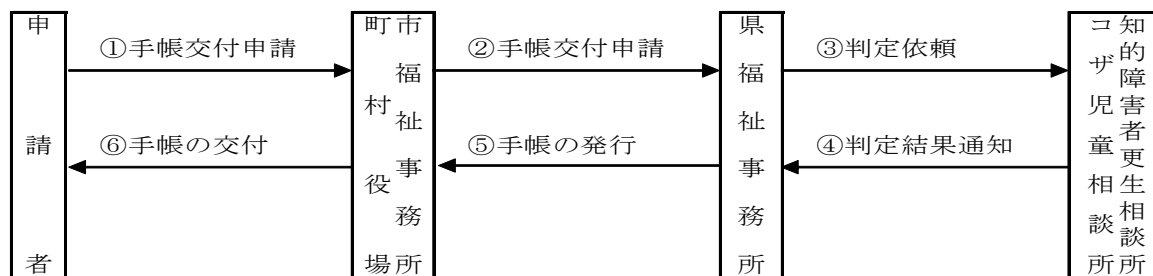 申請者
①手帳交付申請
⑥手帳の交付
市福祉事務所
町村役場
②手帳交付申請
⑤手帳の発行
県福祉事務所
③判定依頼
④判定結果通知
知的障害者更生相談所
コザ児童相談所